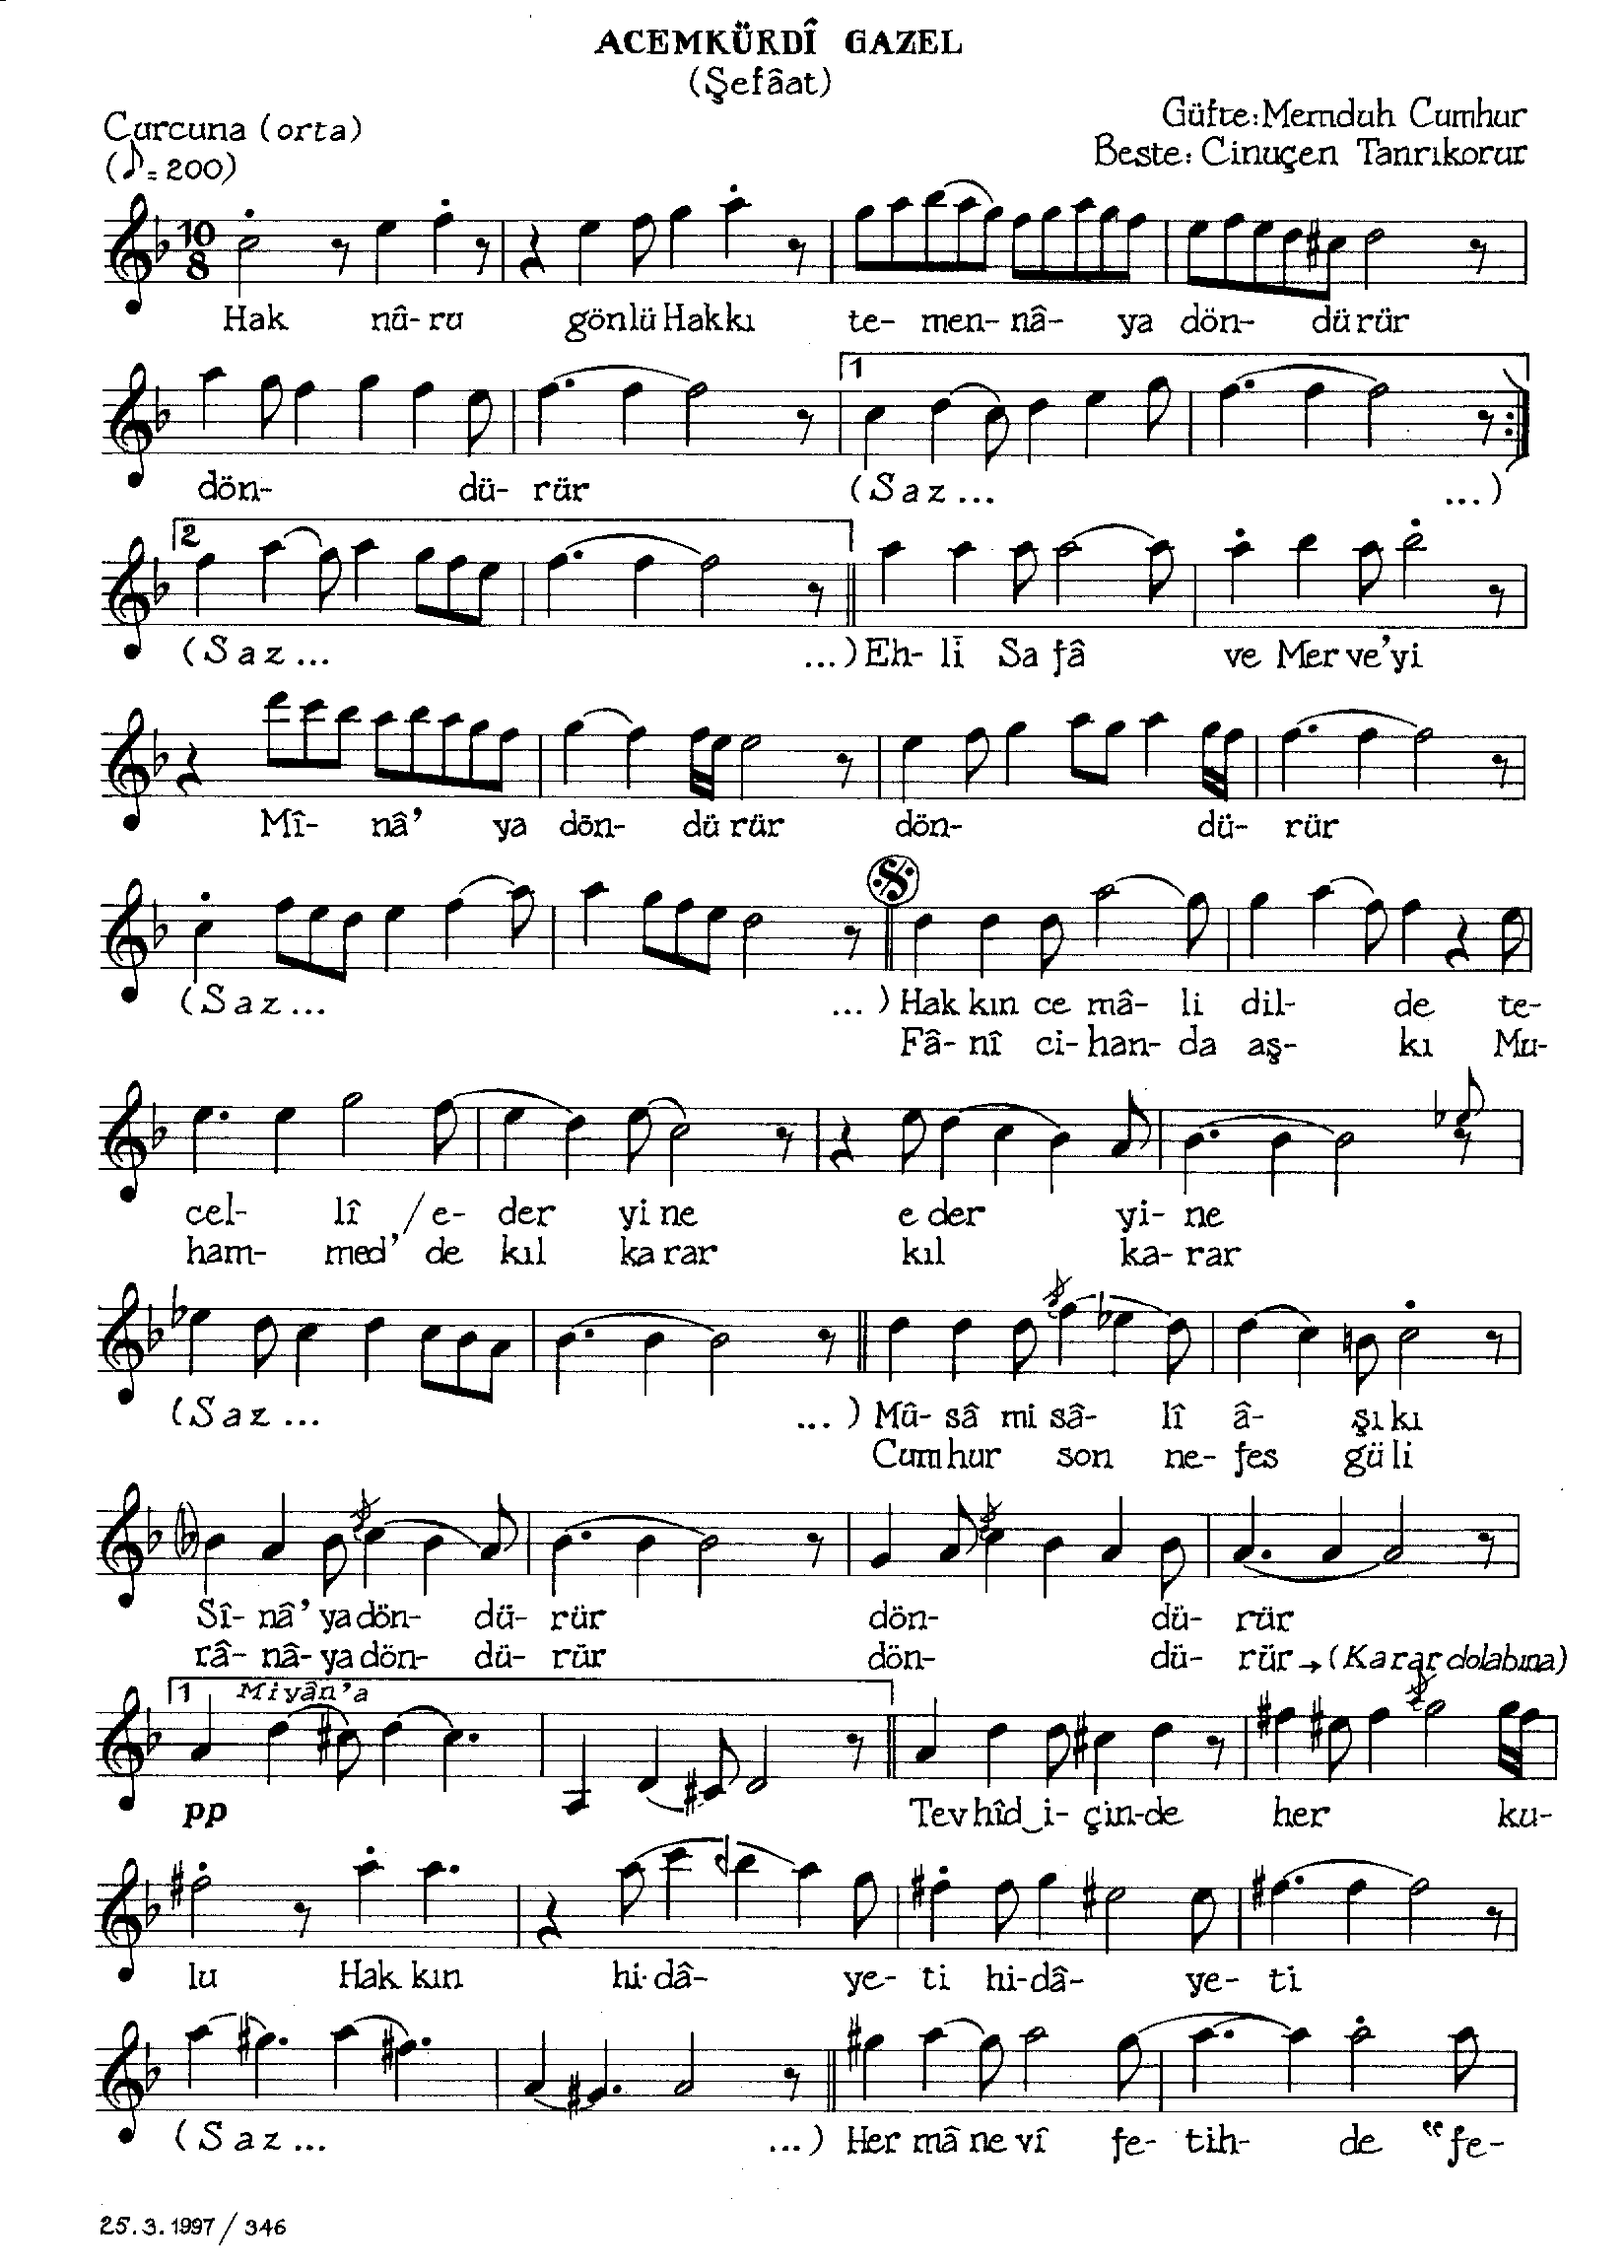 ACEMKÜRDÎ GAZEL
(Şefâat)
Curcuna (orta)
Güfte: Memduh Cumhur
(♪=200)
Beste: Cinuçen Tanrıkorur
10
8
Hak nû- ru gönlü Hakkı te- men- nâ- ya dön- dü rür
1
dön- dü- rür (Saz... ...)
2
(Saz... ...) Eh- li Sa fâ ve Mer ve'yi
Mî- nâ' ya dön- dü rür dön- dü- rür
(Saz... ...) Hak kın ce mâ- li dil- de te-
Fâ- nî ci- han- da aş- kı Mu-
cel- lî / e- der yi ne e der yi- ne
ham- med' de kıl ka rar kıl ka- rar
(Saz... ...) Mû- sâ mi sâ- lî â- şı kı
Cum hur son ne- fes gü li
Sî- nâ' ya dön- dü- rür dön- dü- rür
râ- nâ- ya dön- dü- rür dön- dü- rür → (Karar dolabına)
1 Miyân'a
pp Tev hîd i- çin- de her ku-
lu Hak kın hi- dâ- ye- ti hi- dâ- ye- ti
(Saz... ...) Her mâ ne vî fe- tih- de "fe-
25.3.1997 / 346